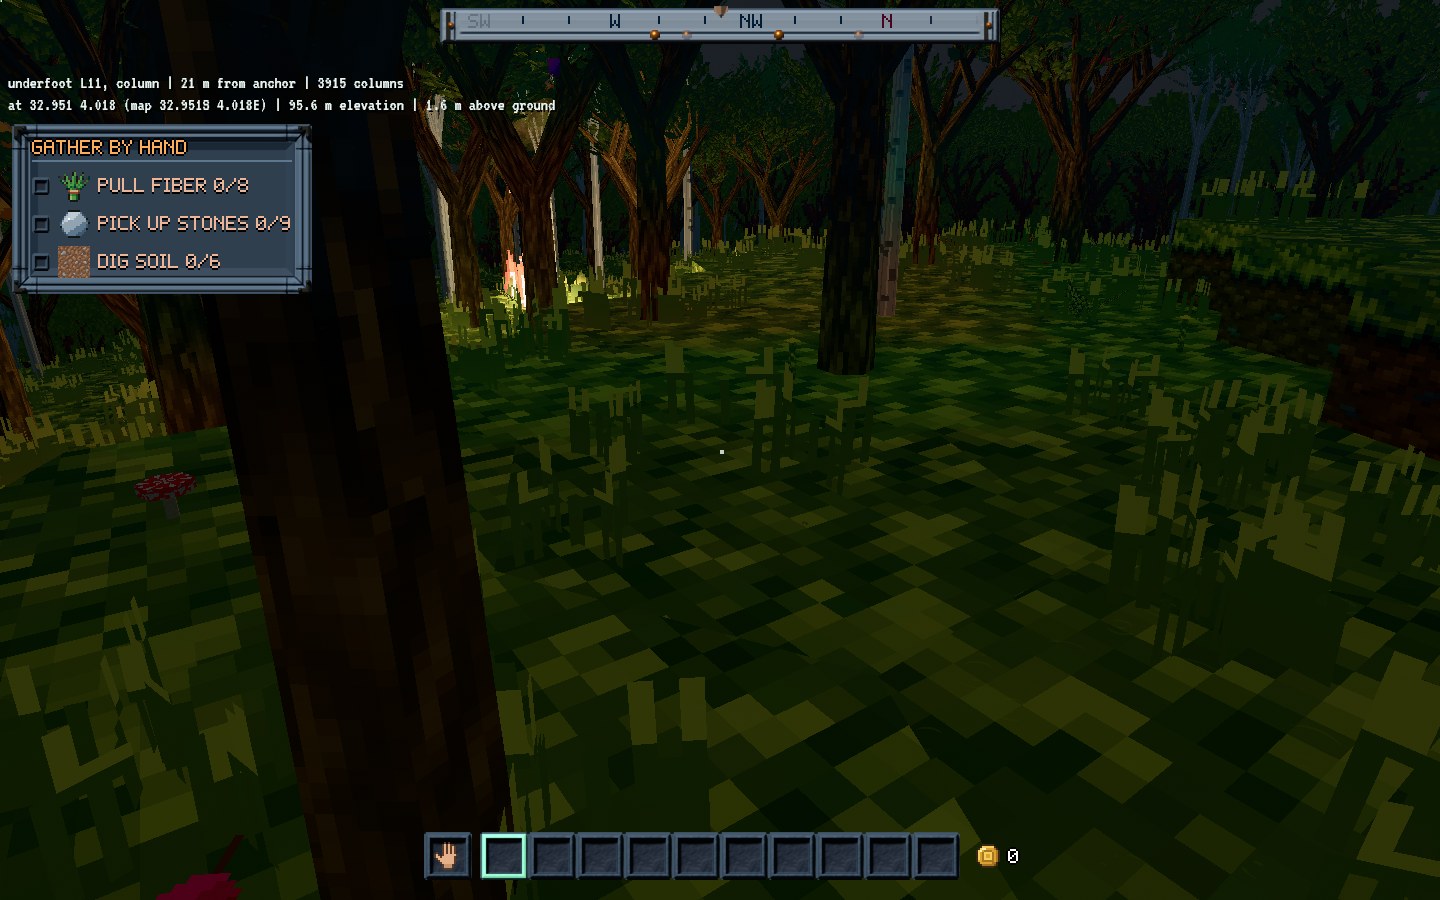 SW W NW N
underfoot L11, column | 21 m from anchor | 3915 columns
at 32.951 4.018 (map 32.951S 4.018E) | 95.6 m elevation | 1.6 m above ground
GATHER BY HAND
PULL FIBER 0/8
PICK UP STONES 0/9
DIG SOIL 0/6
0